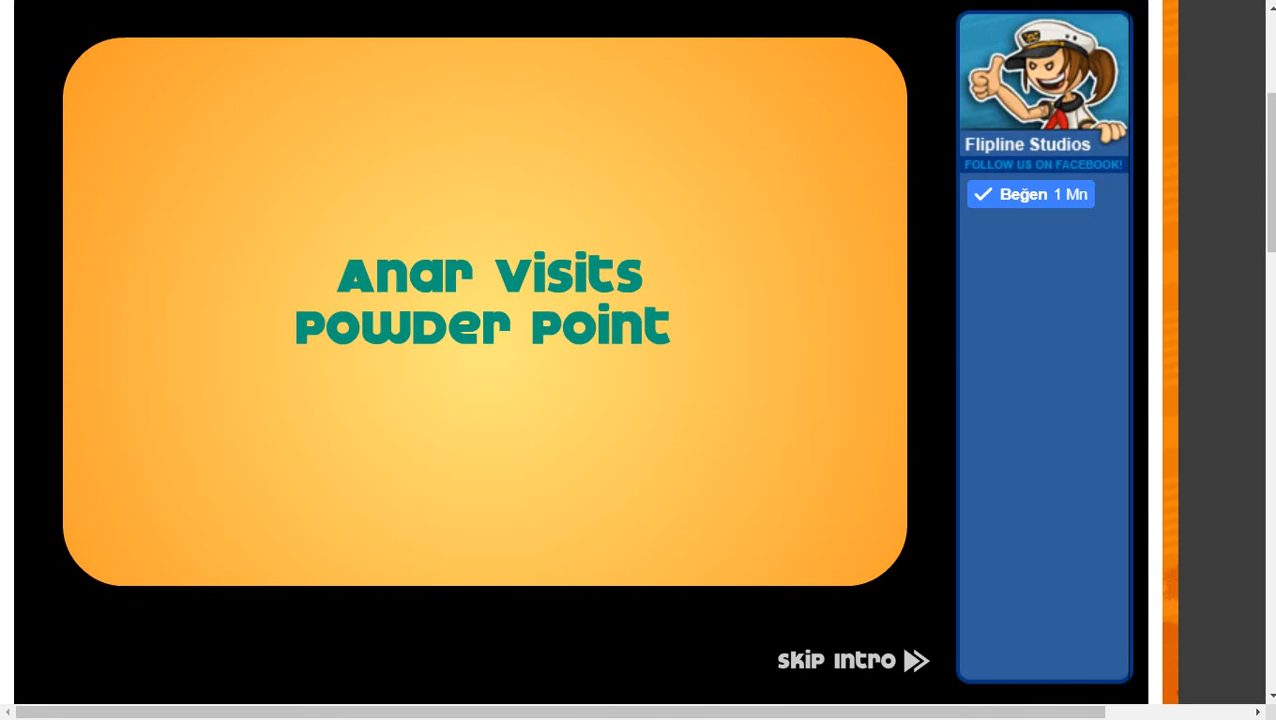 Anar Visits
Powder Point
Flipline Studios
FOLLOW US ON FACEBOOK!
Beğen 1 Mn
skip intro